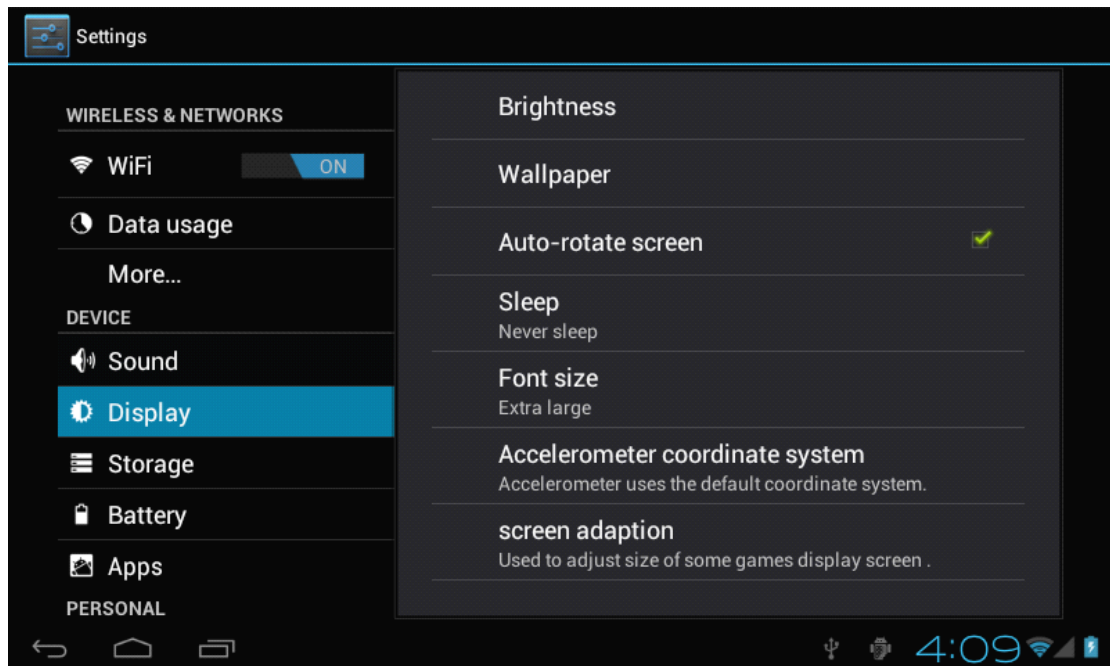 Settings
WIRELESS & NETWORKS
WiFi
ON
Data usage
More...
DEVICE
Sound
Display
Storage
Battery
Apps
PERSONAL
Brightness
Wallpaper
Auto-rotate screen
Sleep
Never sleep
Font size
Extra large
Accelerometer coordinate system
Accelerometer uses the default coordinate system.
screen adaption
Used to adjust size of some games display screen .
4:09